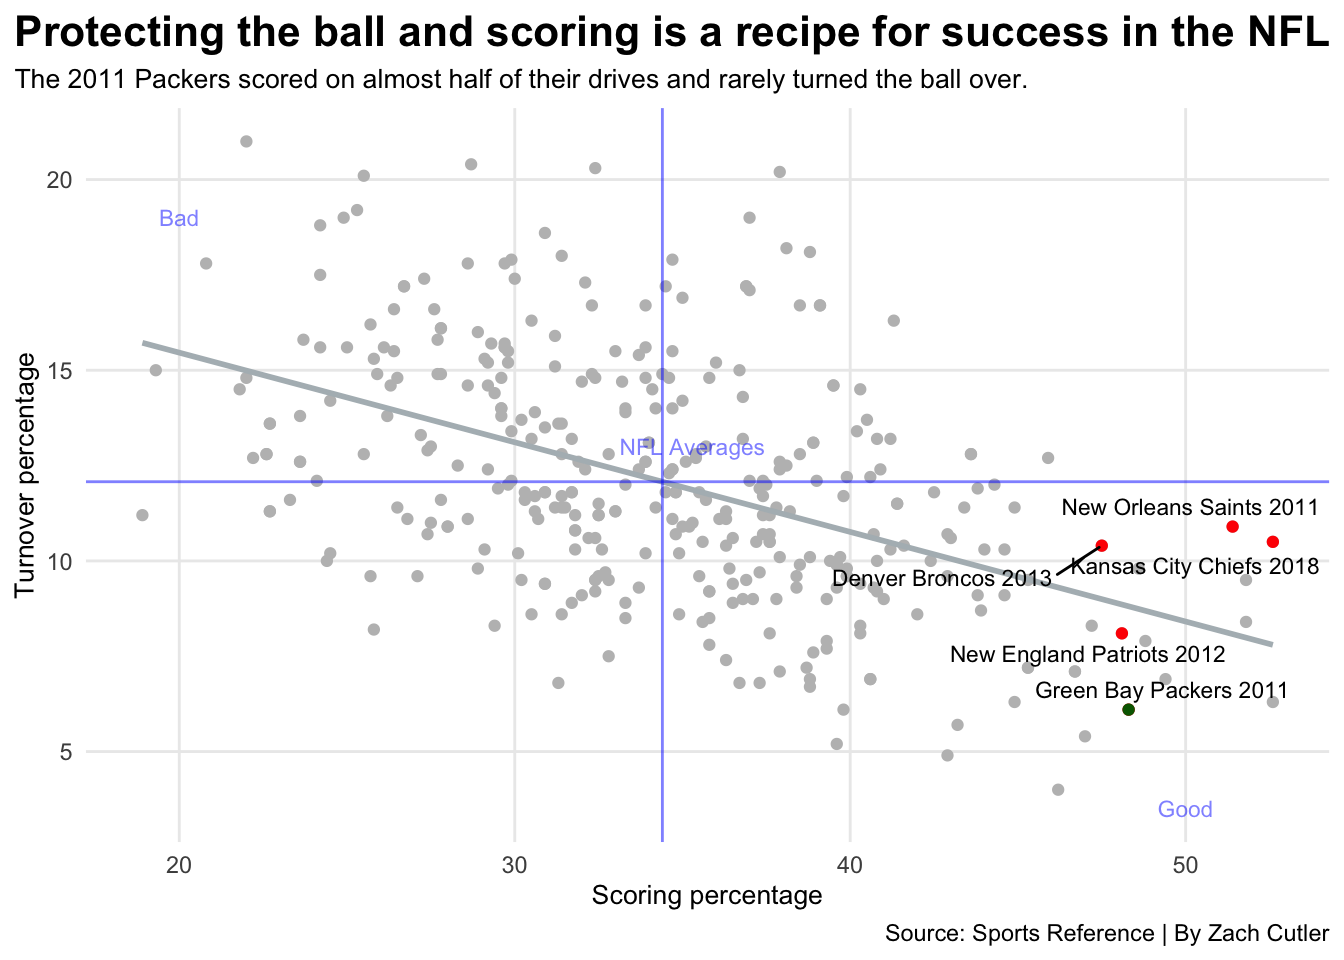 Protecting the ball and scoring is a recipe for success in the NFL
The 2011 Packers scored on almost half of their drives and rarely turned the ball over.
20
15
10
5
Turnover percentage
Bad
NFL Averages
New Orleans Saints 2011
Kansas City Chiefs 2018
Denver Broncos 2013
New England Patriots 2012
Green Bay Packers 2011
Good
20
30
40
50
Scoring percentage
Source: Sports Reference | By Zach Cutler